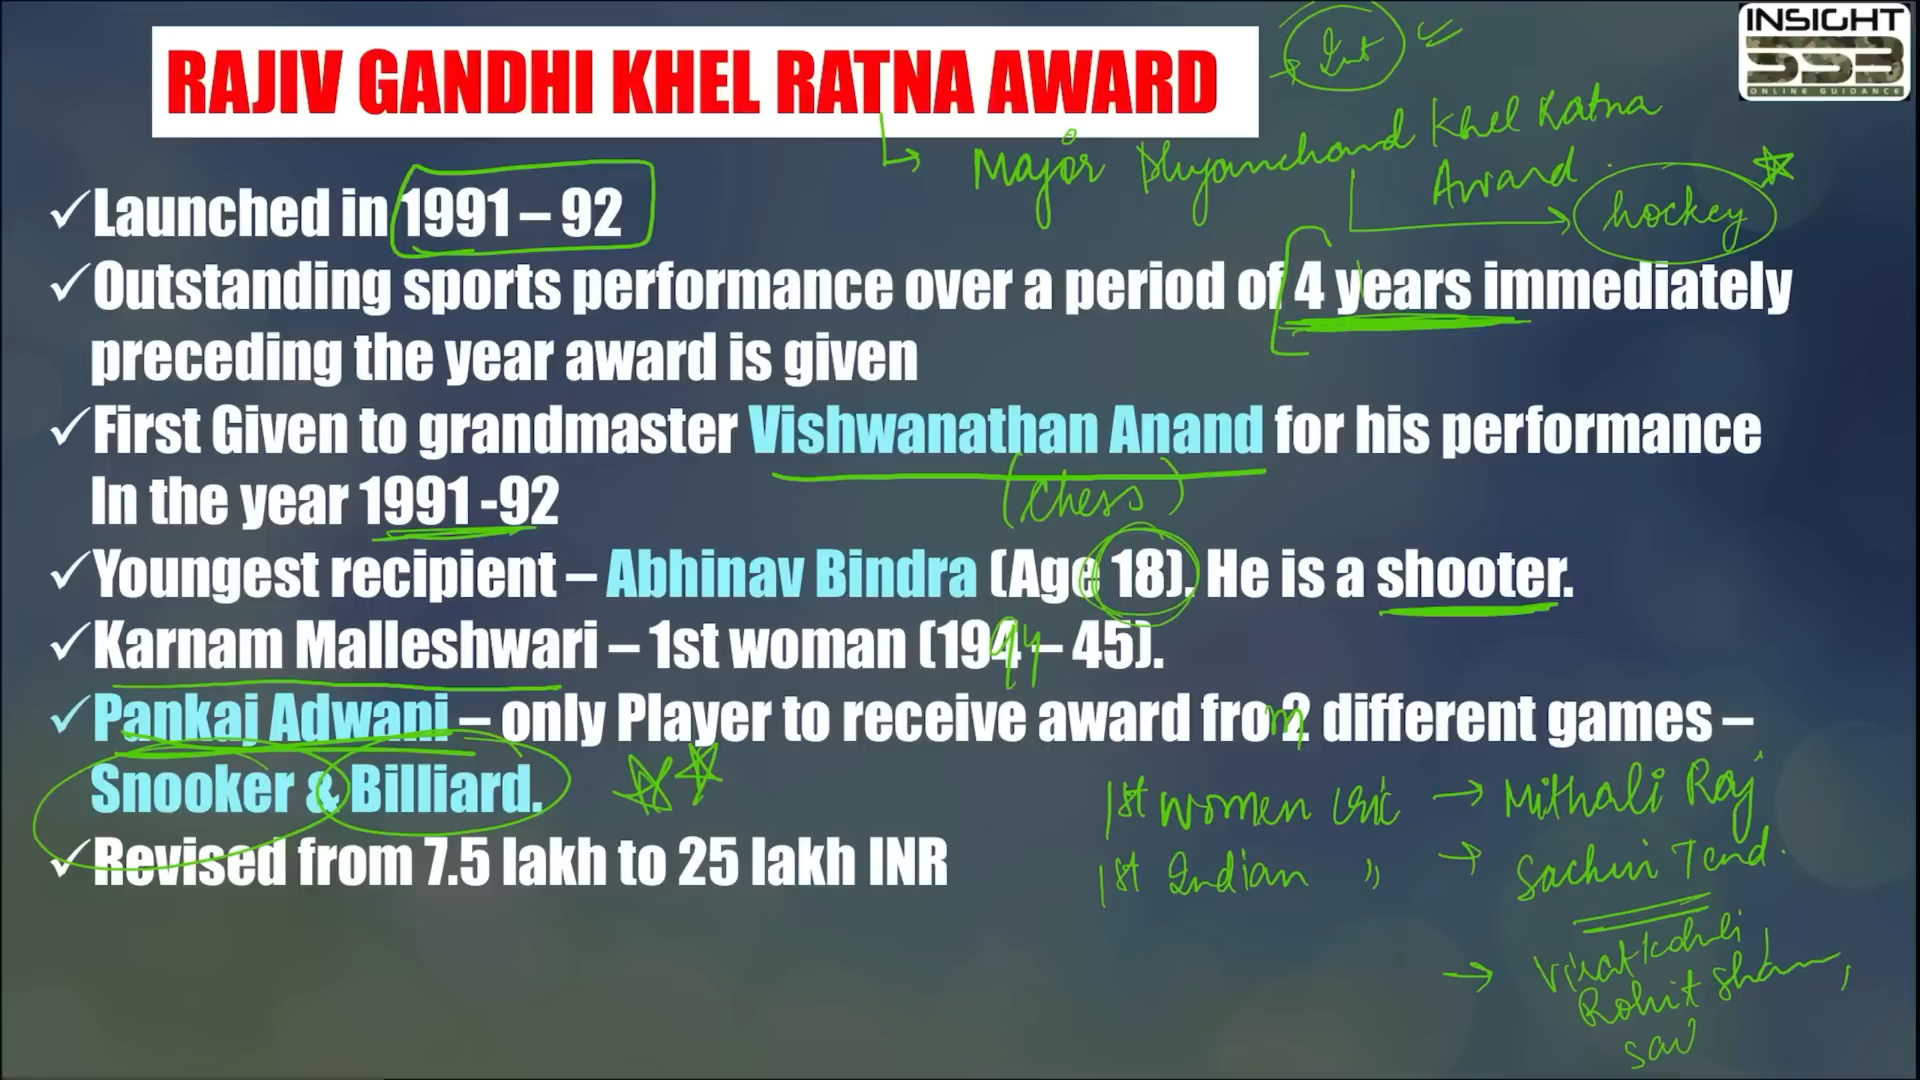 RAJIV GANDHI KHEL RATNA AWARD
INSIGHT
SSB
ONLINE GUIDANCE
Major Dhyanchand Khel Ratna
Award
hockey
✓Launched in 1991 – 92
✓Outstanding sports performance over a period of 4 years immediately
preceding the year award is given
✓First Given to grandmaster Vishwanathan Anand for his performance
In the year 1991 -92
(chess)
✓Youngest recipient – Abhinav Bindra (Age 18). He is a shooter.
✓Karnam Malleshwari – 1st woman (194 – 45).
94
✓Pankaj Adwani – only Player to receive award from 2 different games –
Snooker & Billiard.
✓Revised from 7.5 lakh to 25 lakh INR
1st women cric → Mithali Raj
1st Indian " → Sachin Tend.
→ Virat Kohli,
Rohit Sharm,